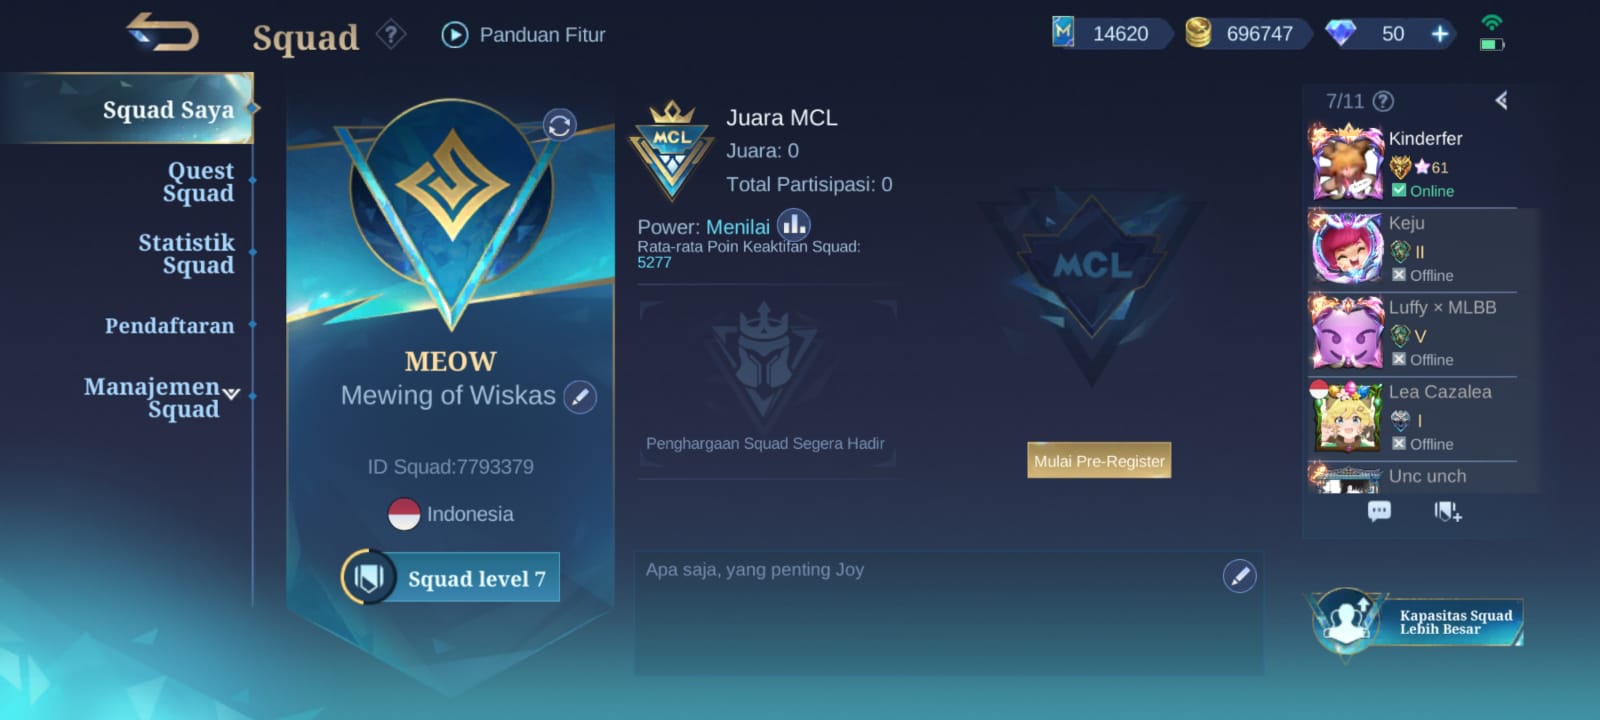 Squad
Panduan Fitur
14620
696747
50
Squad Saya
Quest
Squad
Statistik
Squad
Pendaftaran
Manajemen
Squad
MEOW
Mewing of Wiskas
ID Squad:7793379
Indonesia
Squad level 7
MCL
Juara MCL
Juara: 0
Total Partisipasi: 0
Power: Menilai
Rata-rata Poin Keaktifan Squad:
5277
Penghargaan Squad Segera Hadir
MCL
Mulai Pre-Register
Apa saja, yang penting Joy
7/11
Kinderfer
61
Online
Keju
II
Offline
Luffy × MLBB
V
Offline
Lea Cazalea
I
Offline
Unc unch
Kapasitas Squad
Lebih Besar